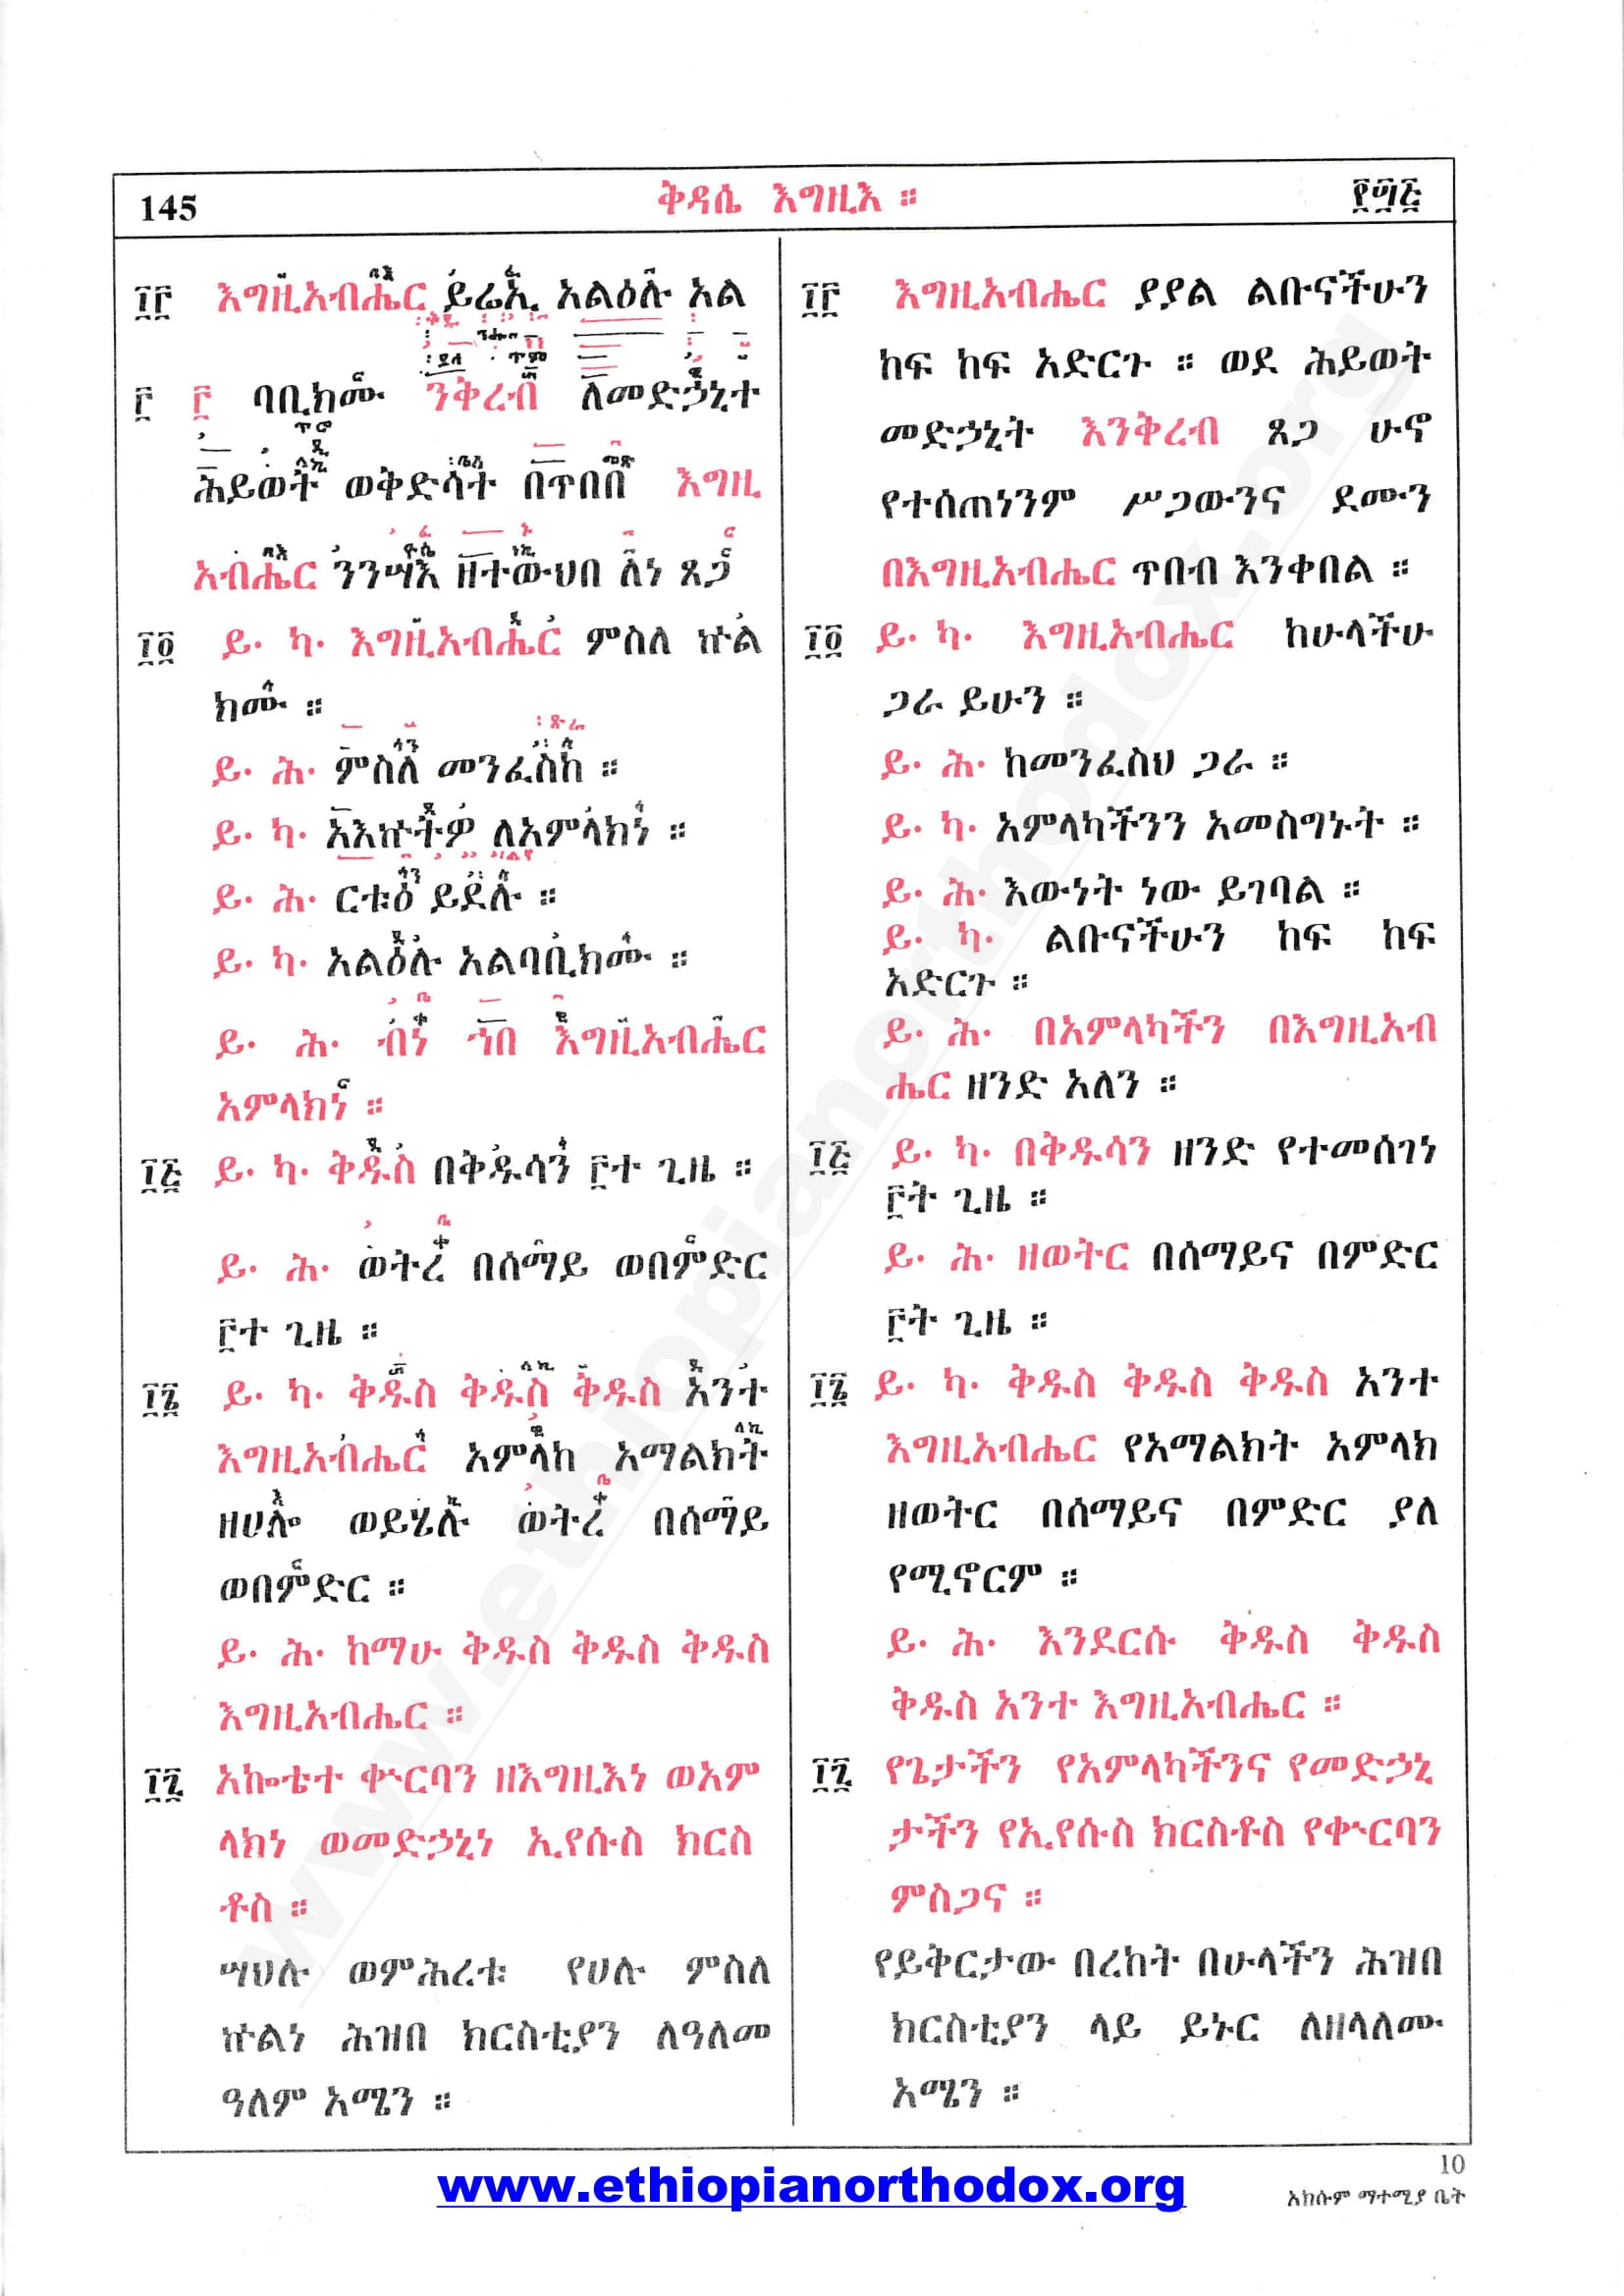 145 ቅዳሴ እግዚእ ። ፻፵፭
፲፫ እግዚአብሔር ይሬኢ አልዕሉ አል
፫ ፫ ባቢክሙ ንቅረብ ለመድኃኒተ
ሕይወት ወቅድሳት በጥበበ እግዚ
አብሔር ንንሣእ ዘተውህበ ለነ ጸጋ
፲፬ ይ· ካ· እግዚአብሔር ምስለ ኵል
ክሙ ።
ይ· ሕ· ምስለ መንፈስከ ።
ይ· ካ· አእኵትዎ ለአምላክነ ።
ይ· ሕ· ርቱዕ ይደሉ ።
ይ· ካ· አልዕሉ አልባቢክሙ ።
ይ· ሕ· ብነ ኀበ እግዚአብሔር
አምላክነ ።
፲፭ ይ· ካ· ቅዱስ በቅዱሳን ፫ተ ጊዜ ።
ይ· ሕ· ወትረ በሰማይ ወበምድር
፫ተ ጊዜ ።
፲፮ ይ· ካ· ቅዱስ ቅዱስ ቅዱስ አንተ
እግዚአብሔር አምላከ አማልክት
ዘሀሎ ወይሄሉ ወትረ በሰማይ
ወበምድር ።
ይ· ሕ· ከማሁ ቅዱስ ቅዱስ ቅዱስ
እግዚአብሔር ።
፲፯ አኰቴተ ቍርባን ዘእግዚእነ ወአም
ላክነ ወመድኃኒነ ኢየሱስ ክርስ
ቶስ ።
ሣህሉ ወምሕረቱ የሀሉ ምስለ
ኵልነ ሕዝበ ክርስቲያን ለዓለመ
ዓለም አሜን ።
፲፫ እግዚአብሔር ያያል ልቡናችሁን
ከፍ ከፍ አድርጉ ። ወደ ሕይወት
መድኃኒት እንቅረብ ጸጋ ሁኖ
የተሰጠነንም ሥጋውንና ደሙን
በእግዚአብሔር ጥበብ እንቀበል ።
፲፬ ይ· ካ· እግዚአብሔር ከሁላችሁ
ጋራ ይሁን ።
ይ· ሕ· ከመንፈስህ ጋራ ።
ይ· ካ· አምላካችንን አመስግኑት ።
ይ· ሕ· እውነት ነው ይገባል ።
ይ· ካ· ልቡናችሁን ከፍ ከፍ
አድርጉ ።
ይ· ሕ· በአምላካችን በእግዚአብ
ሔር ዘንድ አለን ።
፲፭ ይ· ካ· በቅዱሳን ዘንድ የተመሰገነ
፫ት ጊዜ ።
ይ· ሕ· ዘወትር በሰማይና በምድር
፫ት ጊዜ ።
፲፮ ይ· ካ· ቅዱስ ቅዱስ ቅዱስ አንተ
እግዚአብሔር የአማልክት አምላክ
ዘወትር በሰማይና በምድር ያለ
የሚኖርም ።
ይ· ሕ· እንደርሱ ቅዱስ ቅዱስ
ቅዱስ አንተ እግዚአብሔር ።
፲፯ የጌታችን የአምላካችንና የመድኃኒ
ታችን የኢየሱስ ክርስቶስ የቍርባን
ምስጋና ።
የይቅርታው በረከት በሁላችን ሕዝበ
ክርስቲያን ላይ ይኑር ለዘላለሙ
አሜን ።
www.ethiopianorthodox.org
10
አክሱም ማተሚያ ቤት
www.ethiopianorthodox.org